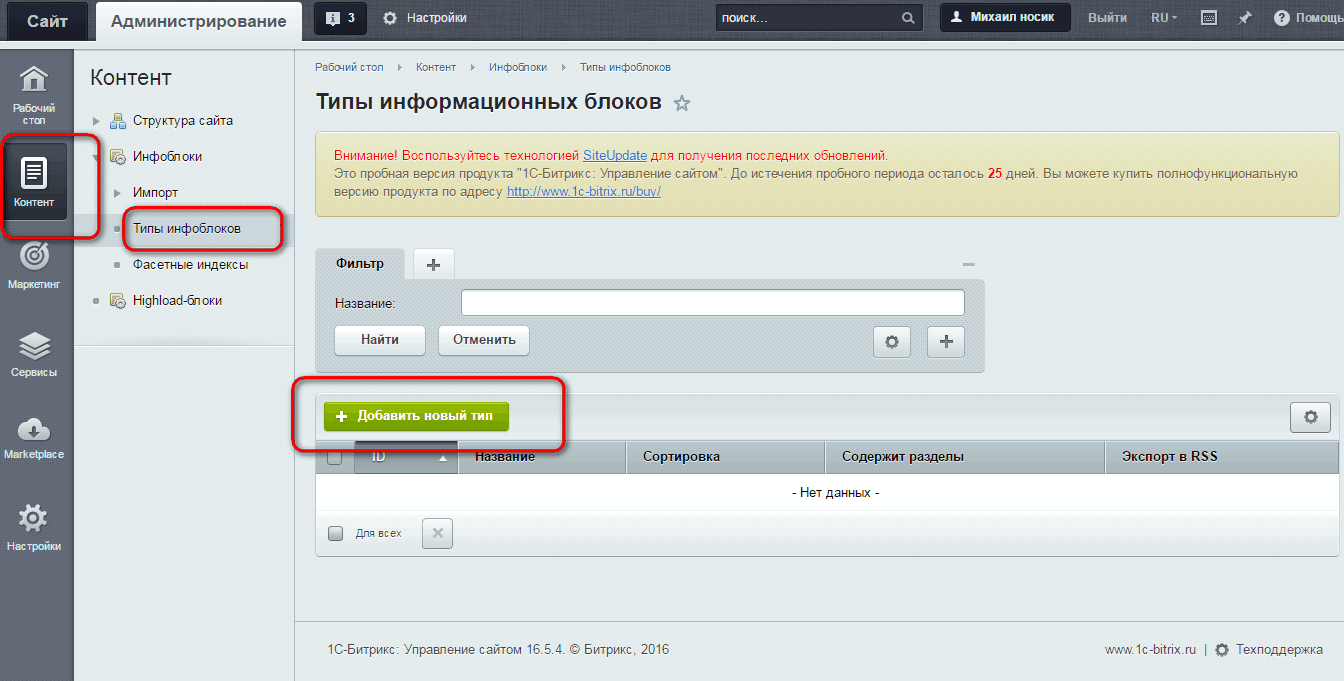 Сайт Администрирование 3 Настройки поиск... Михаил носик Выйти RU Помощь
Рабочий стол
Контент
Маркетинг
Сервисы
Marketplace
Настройки
Контент
Структура сайта
Инфоблоки
Импорт
Типы инфоблоков
Фасетные индексы
Highload-блоки
Рабочий стол Контент Инфоблоки Типы инфоблоков
Типы информационных блоков
Внимание! Воспользуйтесь технологией SiteUpdate для получения последних обновлений.
Это пробная версия продукта "1С-Битрикс: Управление сайтом". До истечения пробного периода осталось 25 дней. Вы можете купить полнофункциональную
версию продукта по адресу http://www.1c-bitrix.ru/buy/
Фильтр
Название:
Найти Отменить
Добавить новый тип
ID Название Сортировка Содержит разделы Экспорт в RSS
- Нет данных -
Для всех
1С-Битрикс: Управление сайтом 16.5.4. © Битрикс, 2016 www.1c-bitrix.ru | Техподдержка